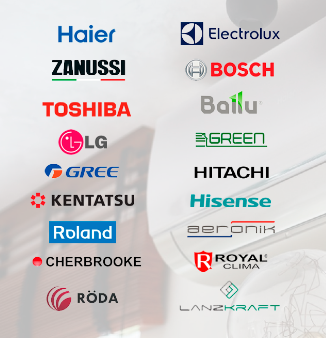 Haier
Electrolux
ZANUSSI
BOSCH
TOSHIBA
Ballu
LG
GREEN
GREE
HITACHI
KENTATSU
Hisense
Roland
aeronik
CHERBROOKE
ROYAL
CLIMA
RÖDA
LANZKRAFT